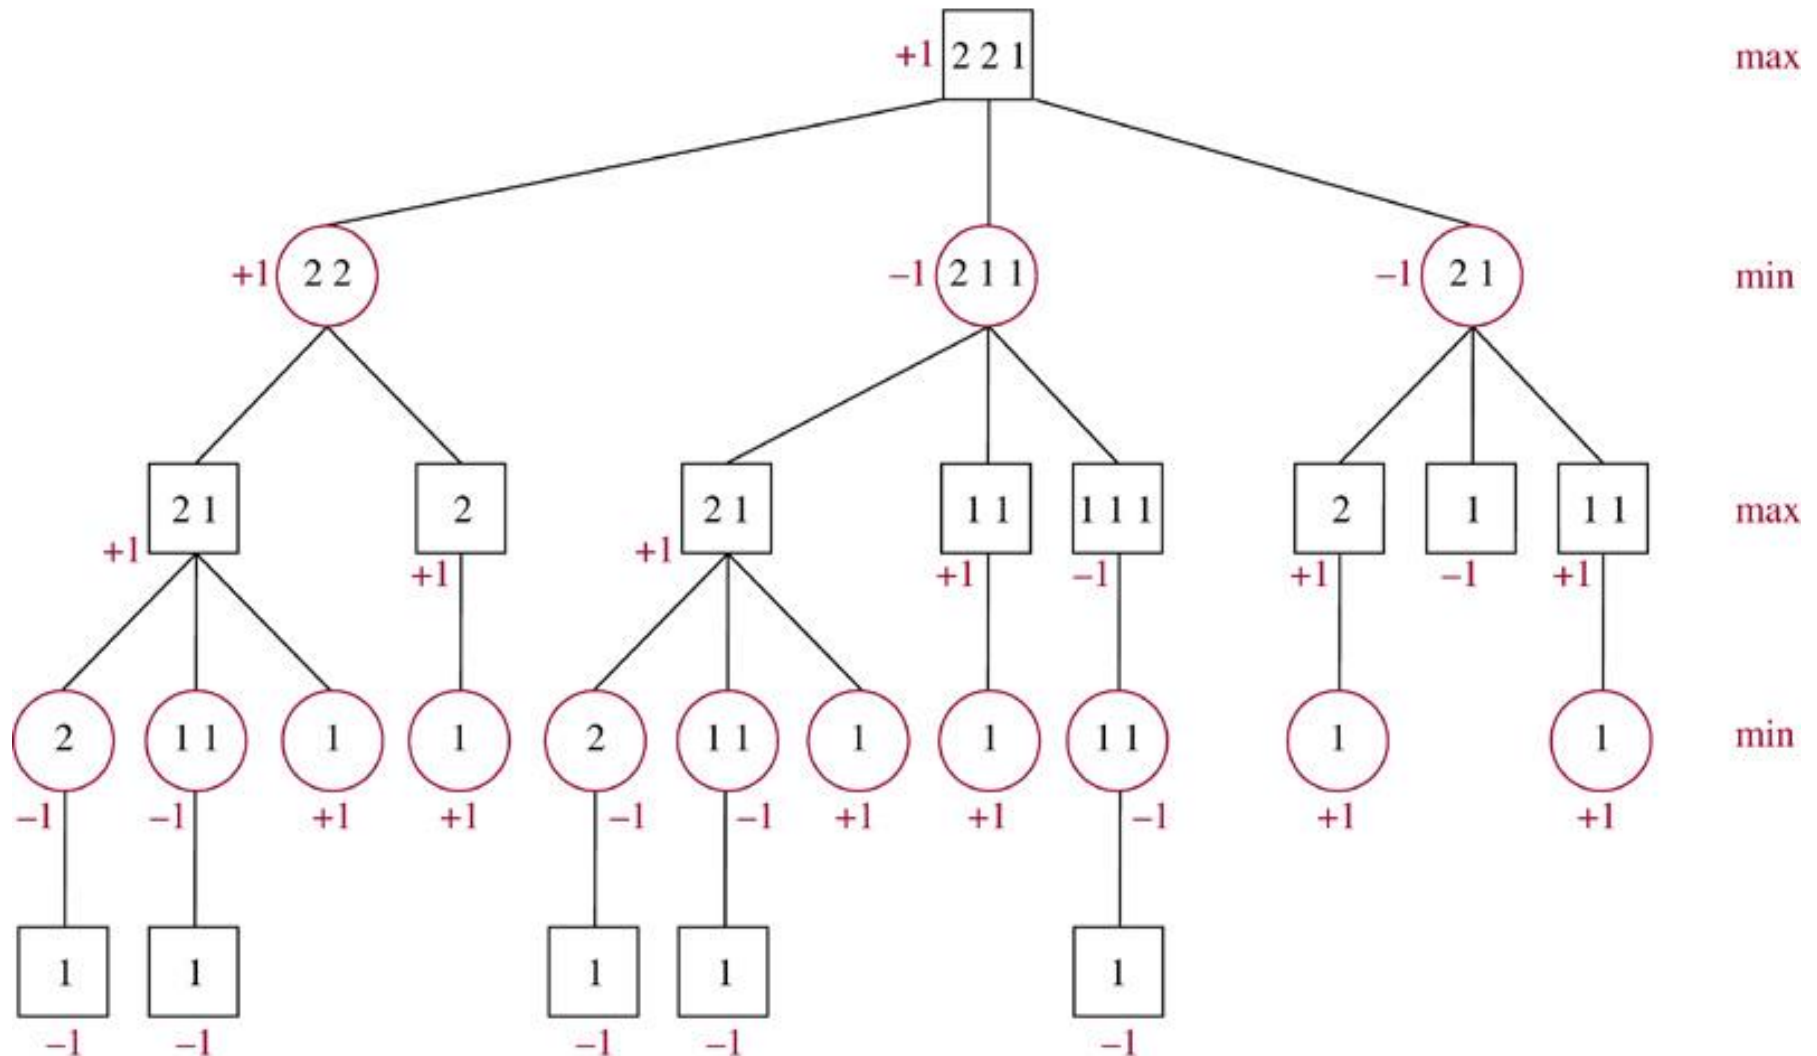 +1 2 2 1 max
+1 2 2 –1 2 1 1 –1 2 1 min
2 1 2 2 1 1 1 1 1 1 2 1 1 1 max
+1 +1 +1 +1 –1 +1 –1 +1
2 1 1 1 1 2 1 1 1 1 1 1 1 1 min
–1 –1 +1 +1 –1 –1 +1 +1 –1 +1 +1
1 1 1 1 1
–1 –1 –1 –1 –1